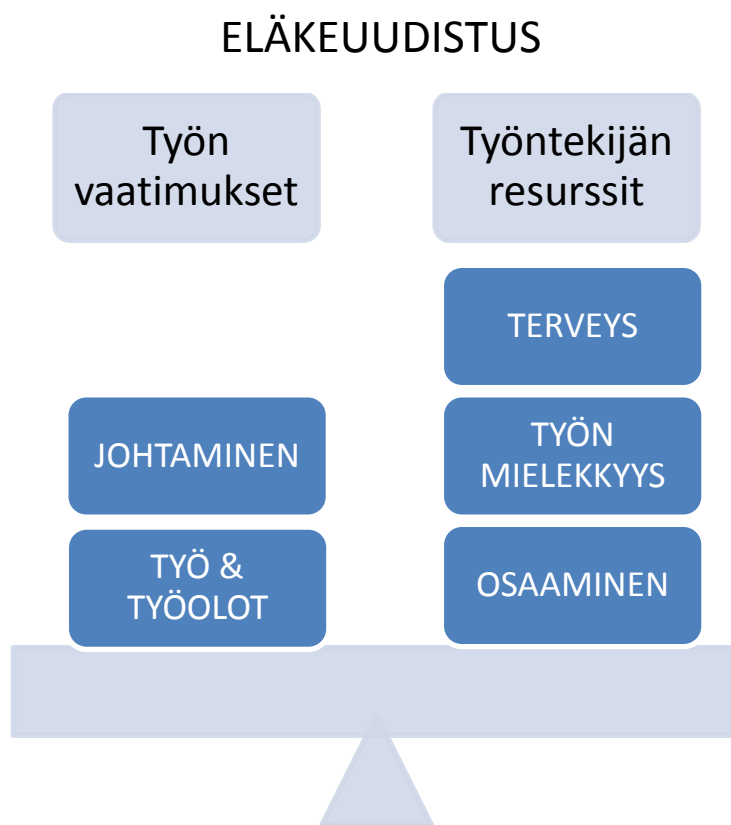 ELÄKEUUDISTUS
Työn
vaatimukset
Työntekijän
resurssit
TERVEYS
JOHTAMINEN
TYÖN
MIELEKKYYS
TYÖ &
TYÖOLOT
OSAAMINEN